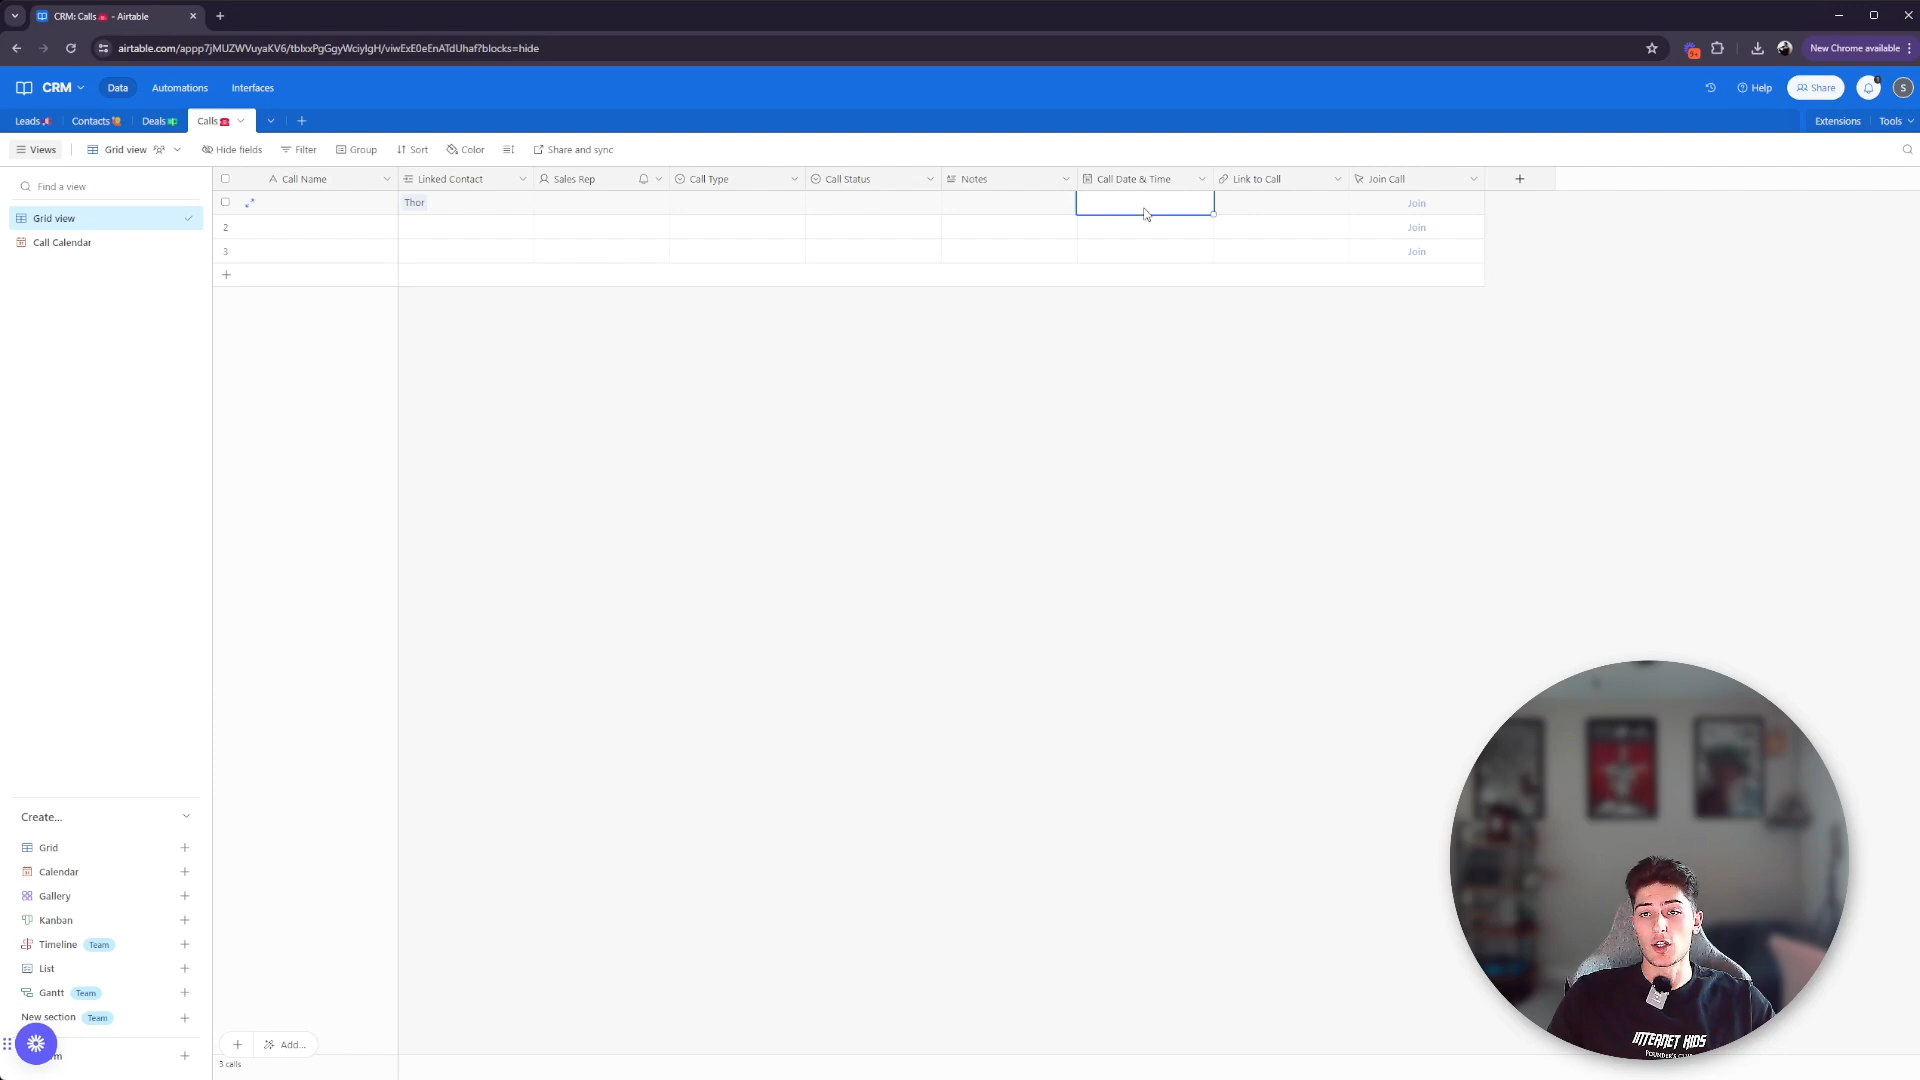 CRM: Calls☎️ - Airtable
airtable.com/appp7jMUZWVuyaKV6/tblxxPgGgyWciyIgH/viwExE0eEnATdUhaf?blocks=hide
9+
New Chrome available
CRM
Data
Automations
Interfaces
Help
Share
1
S
Leads
Contacts
Deals
Calls☎️
Extensions
Tools
Views
Grid view
Hide fields
Filter
Group
Sort
Color
Share and sync
Find a view
Grid view
Call Calendar
Call Name
Linked Contact
Sales Rep
Call Type
Call Status
Notes
Call Date & Time
Link to Call
Join Call
Thor
Join
2
Join
3
Join
Create...
Grid
Calendar
Gallery
Kanban
Timeline
Team
List
Gantt
Team
New section
Team
Add...
3 calls
INTERNET KIDS